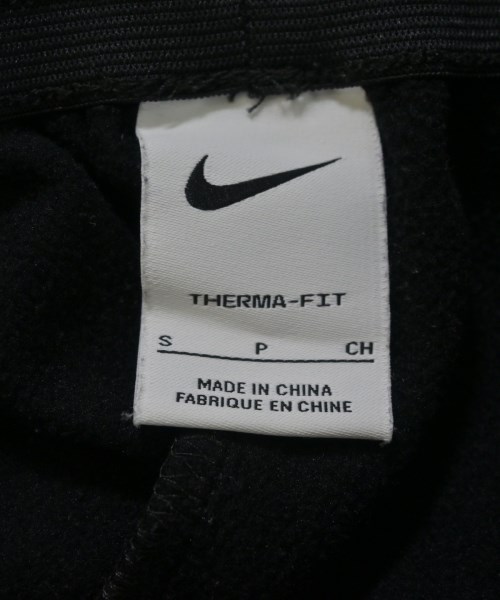 THERMA-FIT
S P CH
MADE IN CHINA
FABRIQUE EN CHINE